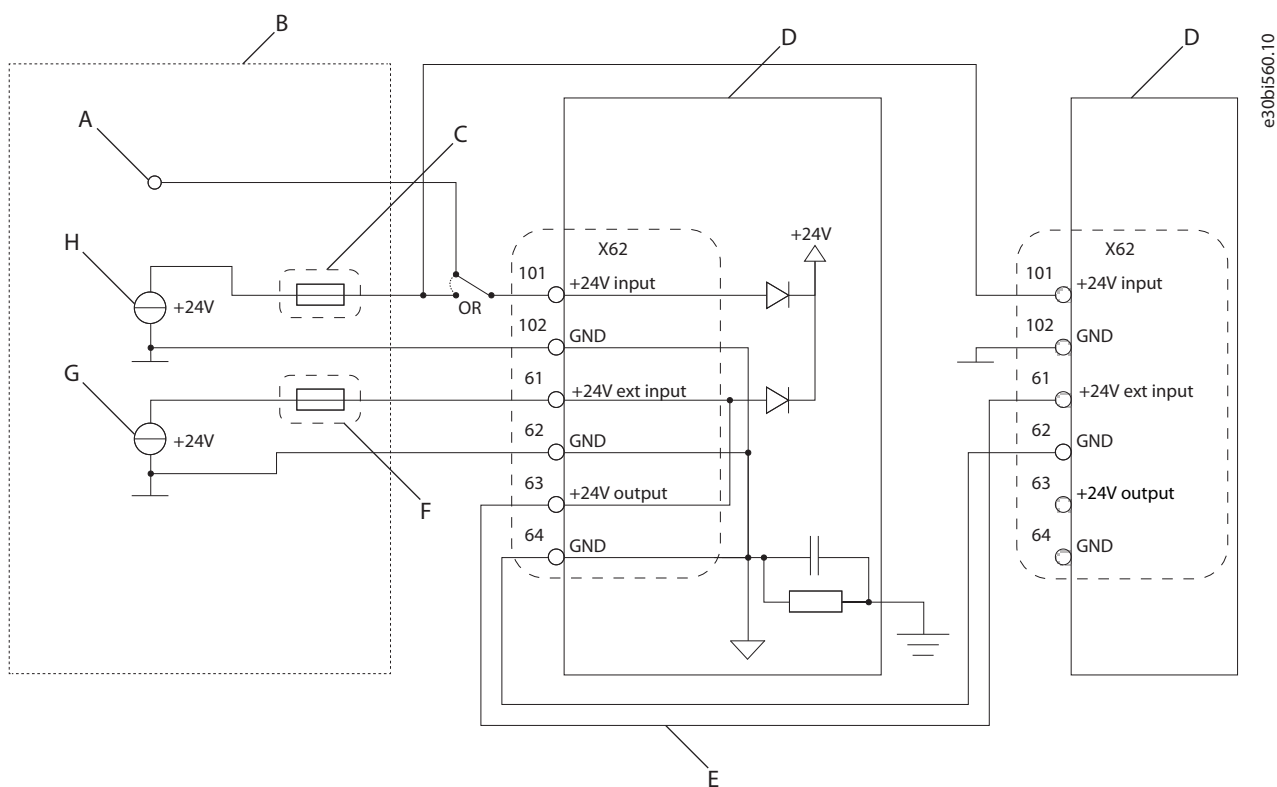 B
D
D
e30bi560.10
A
C
X62
+24V
X62
H
101
+24V input
101
+24V input
+24V
OR
102
GND
102
GND
G
61
+24V ext input
61
+24V ext input
+24V
62
GND
62
GND
63
+24V output
63
+24V output
F
64
GND
64
GND
E